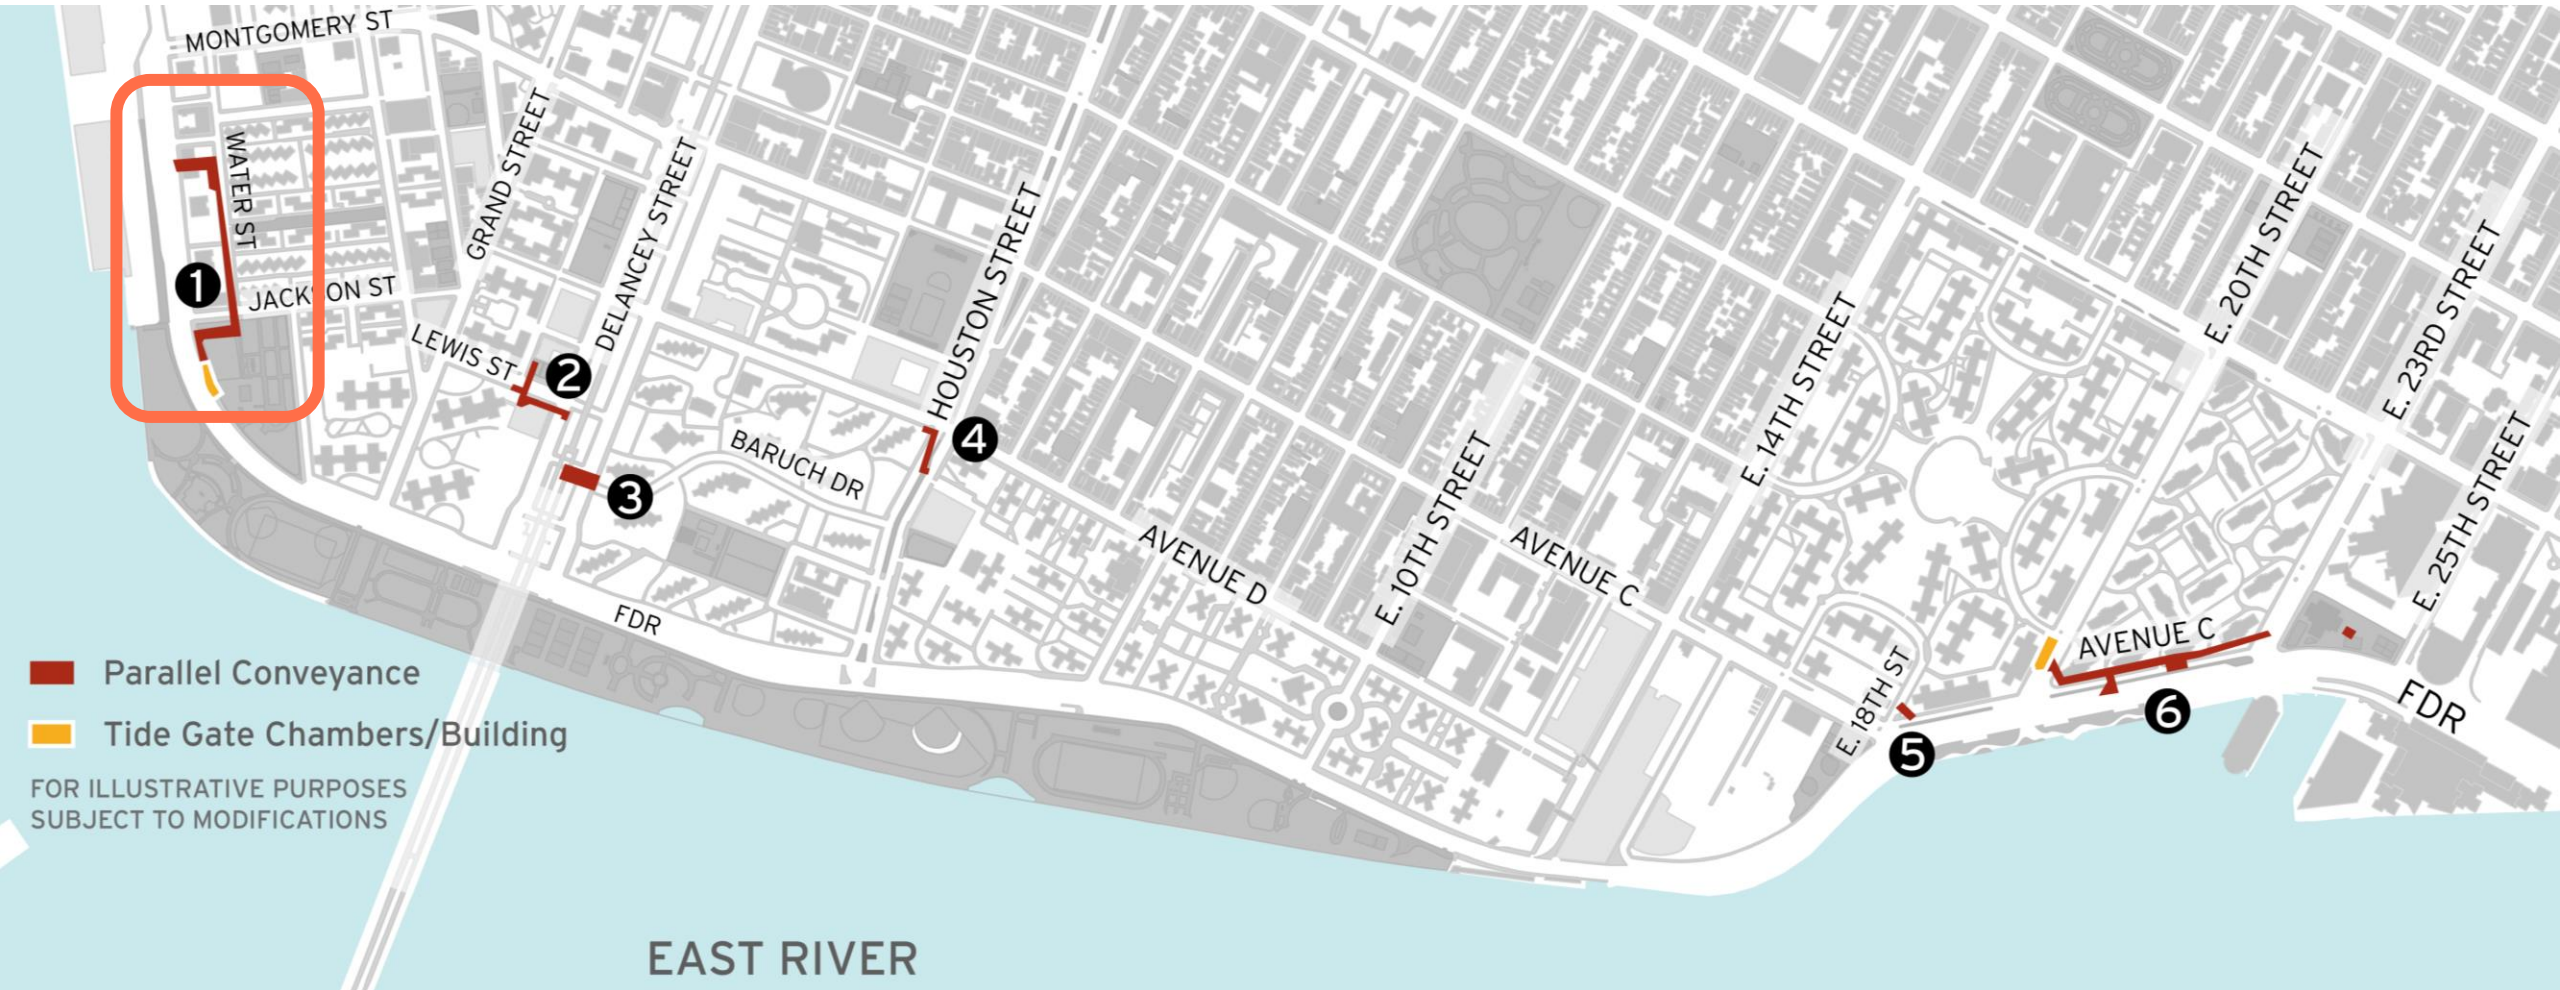 MONTGOMERY ST
WATER ST
1
JACKSON ST
GRAND STREET
DELANCEY STREET
LEWIS ST
2
3
BARUCH DR
HOUSTON STREET
4
FDR
AVENUE D
E. 10TH STREET
AVENUE C
E. 14TH STREET
E. 18TH ST
5
E. 20TH STREET
E. 23RD STREET
E. 25TH STREET
AVENUE C
6
FDR
Parallel Conveyance
Tide Gate Chambers/Building
FOR ILLUSTRATIVE PURPOSES
SUBJECT TO MODIFICATIONS
EAST RIVER